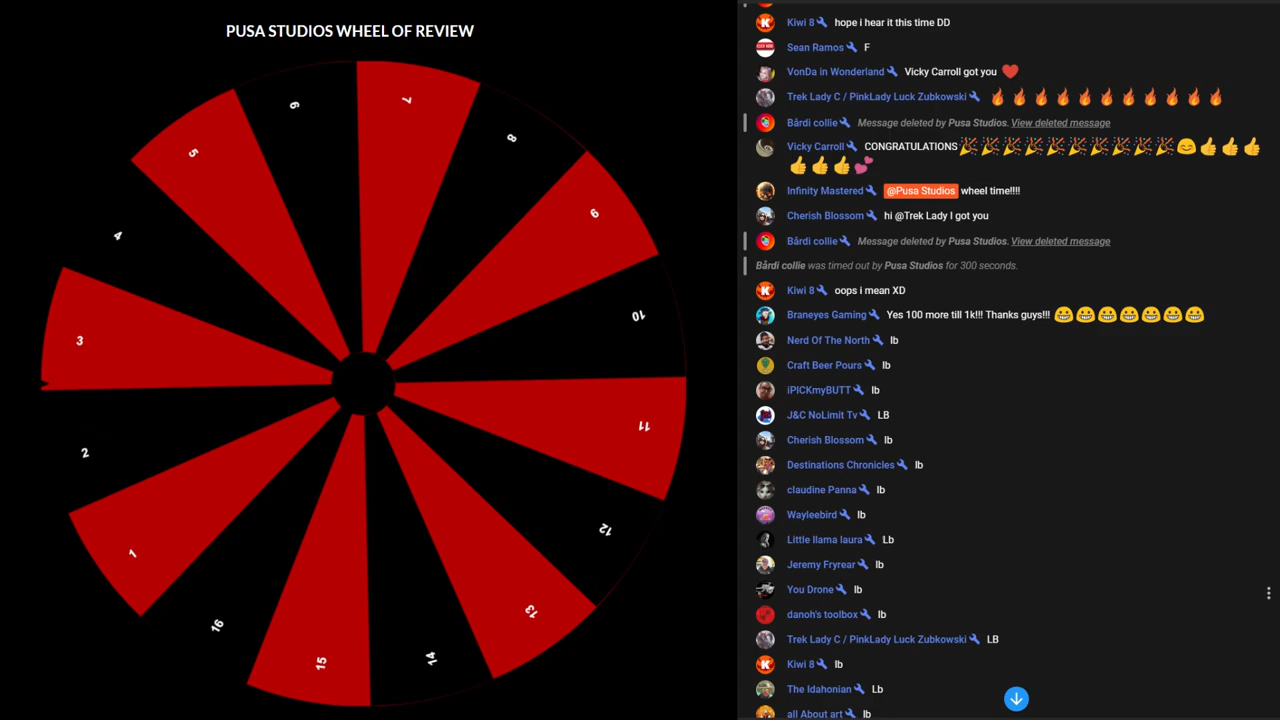 PUSA STUDIOS WHEEL OF REVIEW
1
2
3
4
5
6
7
8
9
10
11
12
13
14
15
16
Kiwi 8 hope i hear it this time DD
Sean Ramos F
VonDa in Wonderland Vicky Carroll got you ❤️
Trek Lady C / PinkLady Luck Zubkowski 🔥🔥🔥🔥🔥🔥🔥🔥🔥🔥🔥
Bårdi collie Message deleted by Pusa Studios. View deleted message
Vicky Carroll CONGRATULATIONS🎉🎉🎉🎉🎉🎉🎉🎉🎉🎉😊👍👍👍
👍👍👍💕
Infinity Mastered @Pusa Studios wheel time!!!!
Cherish Blossom hi @Trek Lady I got you
Bårdi collie Message deleted by Pusa Studios. View deleted message
Bårdi collie was timed out by Pusa Studios for 300 seconds.
Kiwi 8 oops i mean XD
Braneyes Gaming Yes 100 more till 1k!!! Thanks guys!!! 😬😬😬😬😬😬😬
Nerd Of The North lb
Craft Beer Pours lb
iPICKmyBUTT lb
J&C NoLimit Tv LB
Cherish Blossom lb
Destinations Chronicles lb
claudine Panna lb
Wayleebird lb
Little llama laura Lb
Jeremy Fryrear lb
You Drone lb
danoh's toolbox lb
Trek Lady C / PinkLady Luck Zubkowski LB
Kiwi 8 lb
The Idahonian Lb
all About art lb